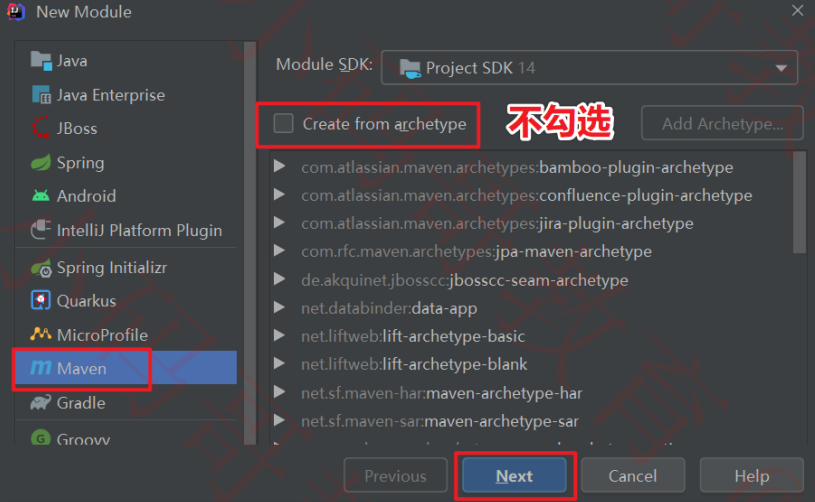 New Module
Java
Java Enterprise
JBoss
Spring
Android
IntelliJ Platform Plugin
Spring Initializr
Quarkus
MicroProfile
Maven
Gradle
Groovy
Module SDK: Project SDK 14
Create from archetype 不勾选 Add Archetype...
com.atlassian.maven.archetypes:bamboo-plugin-archetype
com.atlassian.maven.archetypes:confluence-plugin-archetype
com.atlassian.maven.archetypes:jira-plugin-archetype
com.rfc.maven.archetypes:jpa-maven-archetype
de.akquinet.jbosscc:jbosscc-seam-archetype
net.databinder:data-app
net.liftweb:lift-archetype-basic
net.liftweb:lift-archetype-blank
net.sf.maven-har:maven-archetype-har
net.sf.maven-sar:maven-archetype-sar
Previous Next Cancel Help